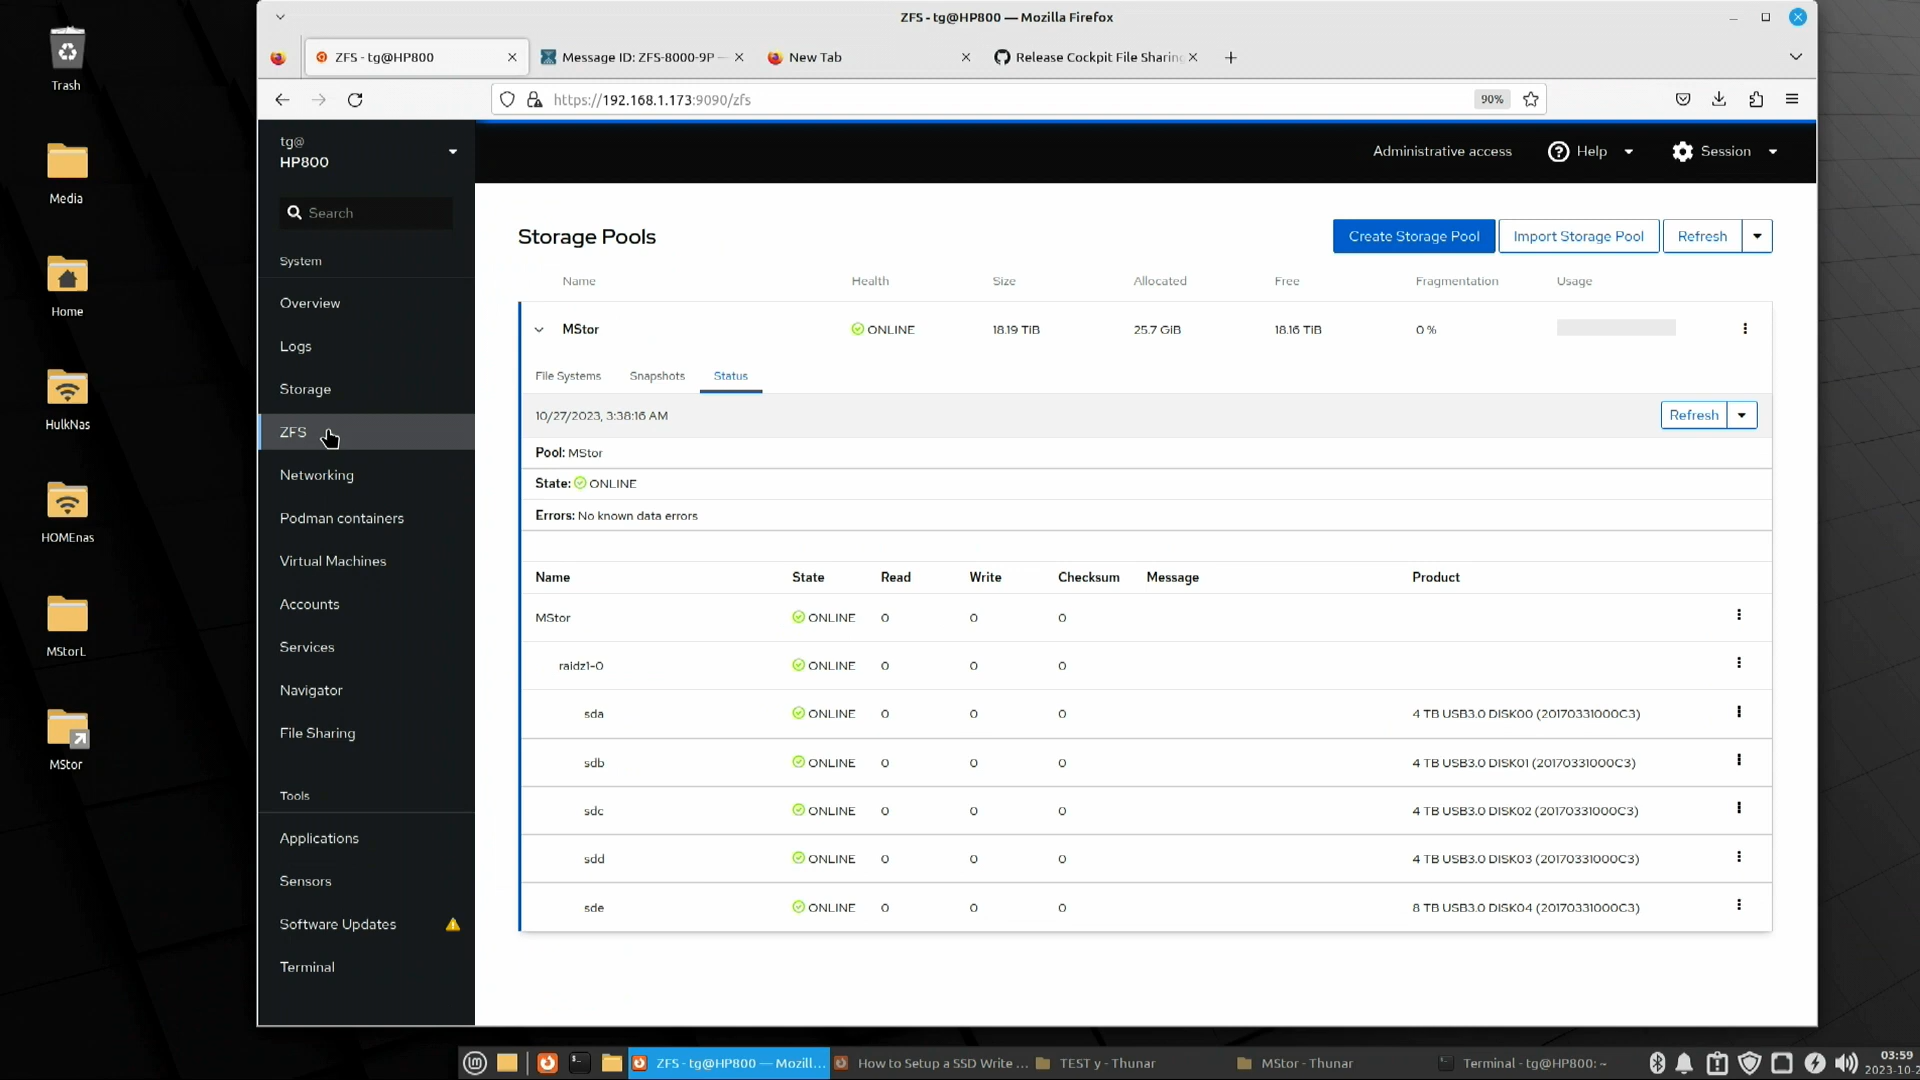 Trash
Media
Home
HulkNas
HOMEnas
MStorL
MStor
ZFS - tg@HP800 — Mozilla Firefox
ZFS - tg@HP800
Message ID: ZFS-8000-9P
New Tab
Release Cockpit File Sharing
https://192.168.1.173:9090/zfs
90%
tg@
HP800
Search
System
Overview
Logs
Storage
ZFS
Networking
Podman containers
Virtual Machines
Accounts
Services
Navigator
File Sharing
Tools
Applications
Sensors
Software Updates
Terminal
Administrative access
Help
Session
Storage Pools
Create Storage Pool
Import Storage Pool
Refresh
Name Health Size Allocated Free Fragmentation Usage
MStor ONLINE 18.19 TiB 25.7 GiB 18.16 TiB 0 %
File Systems Snapshots Status
10/27/2023, 3:38:16 AM
Refresh
Pool: MStor
State: ONLINE
Errors: No known data errors
Name State Read Write Checksum Message Product
MStor ONLINE 0 0 0
raidz1-0 ONLINE 0 0 0
sda ONLINE 0 0 0 4 TB USB3.0 DISK00 (20170331000C3)
sdb ONLINE 0 0 0 4 TB USB3.0 DISK01 (20170331000C3)
sdc ONLINE 0 0 0 4 TB USB3.0 DISK02 (20170331000C3)
sdd ONLINE 0 0 0 4 TB USB3.0 DISK03 (20170331000C3)
sde ONLINE 0 0 0 8 TB USB3.0 DISK04 (20170331000C3)
ZFS - tg@HP800 — Mozill...
How to Setup a SSD Write ...
TEST y - Thunar
MStor - Thunar
Terminal - tg@HP800: ~
03:59
2023-10-2